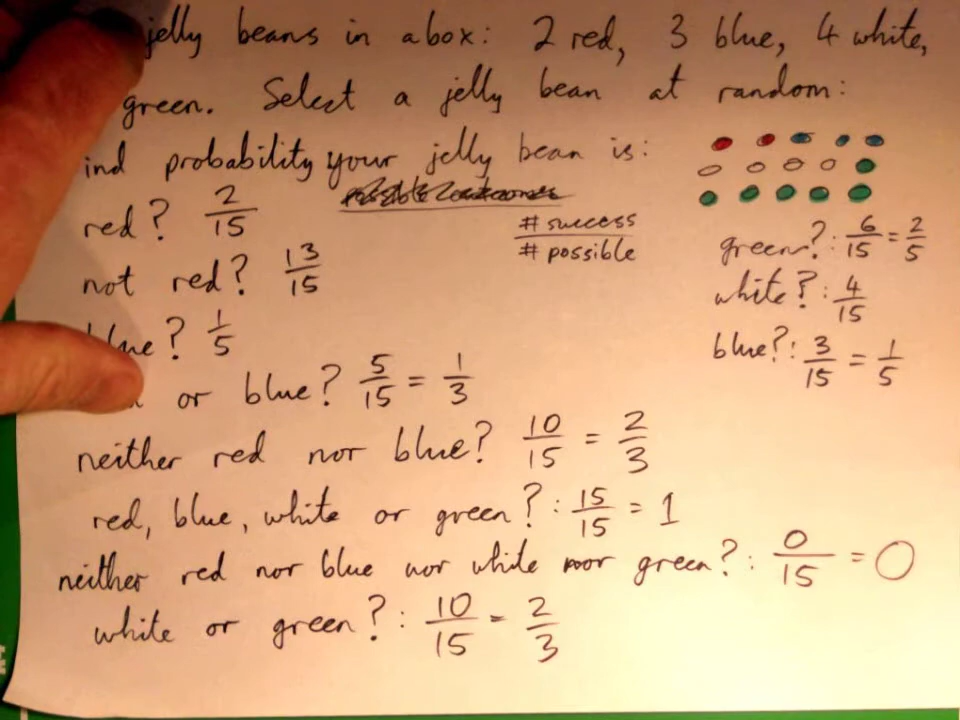 jelly beans in a box: 2 red, 3 blue, 4 white,
green. Select a jelly bean at random:
ind probability your jelly bean is:
red? 2/15
# success
# possible
not red? 13/15
lue? 1/5
or blue? 5/15 = 1/3
green?: 6/15 = 2/5
white?: 4/15
blue?: 3/15 = 1/5
neither red nor blue? 10/15 = 2/3
red, blue, white or green?: 15/15 = 1
neither red nor blue nor white nor green?: 0/15 = 0
white or green?: 10/15 = 2/3